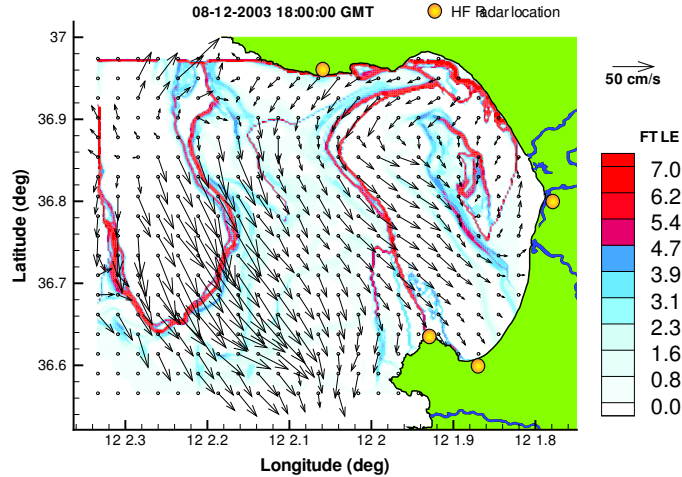 08-12-2003 18:00:00 GMT HF Radar location
37
36.9
36.8
36.7
36.6
Latitude (deg)
50 cm/s
FTLE
7.0
6.2
5.4
4.7
3.9
3.1
2.3
1.6
0.8
0.0
12 2.3 12 2.2 12 2.1 12 2 12 1.9 12 1.8
Longitude (deg)